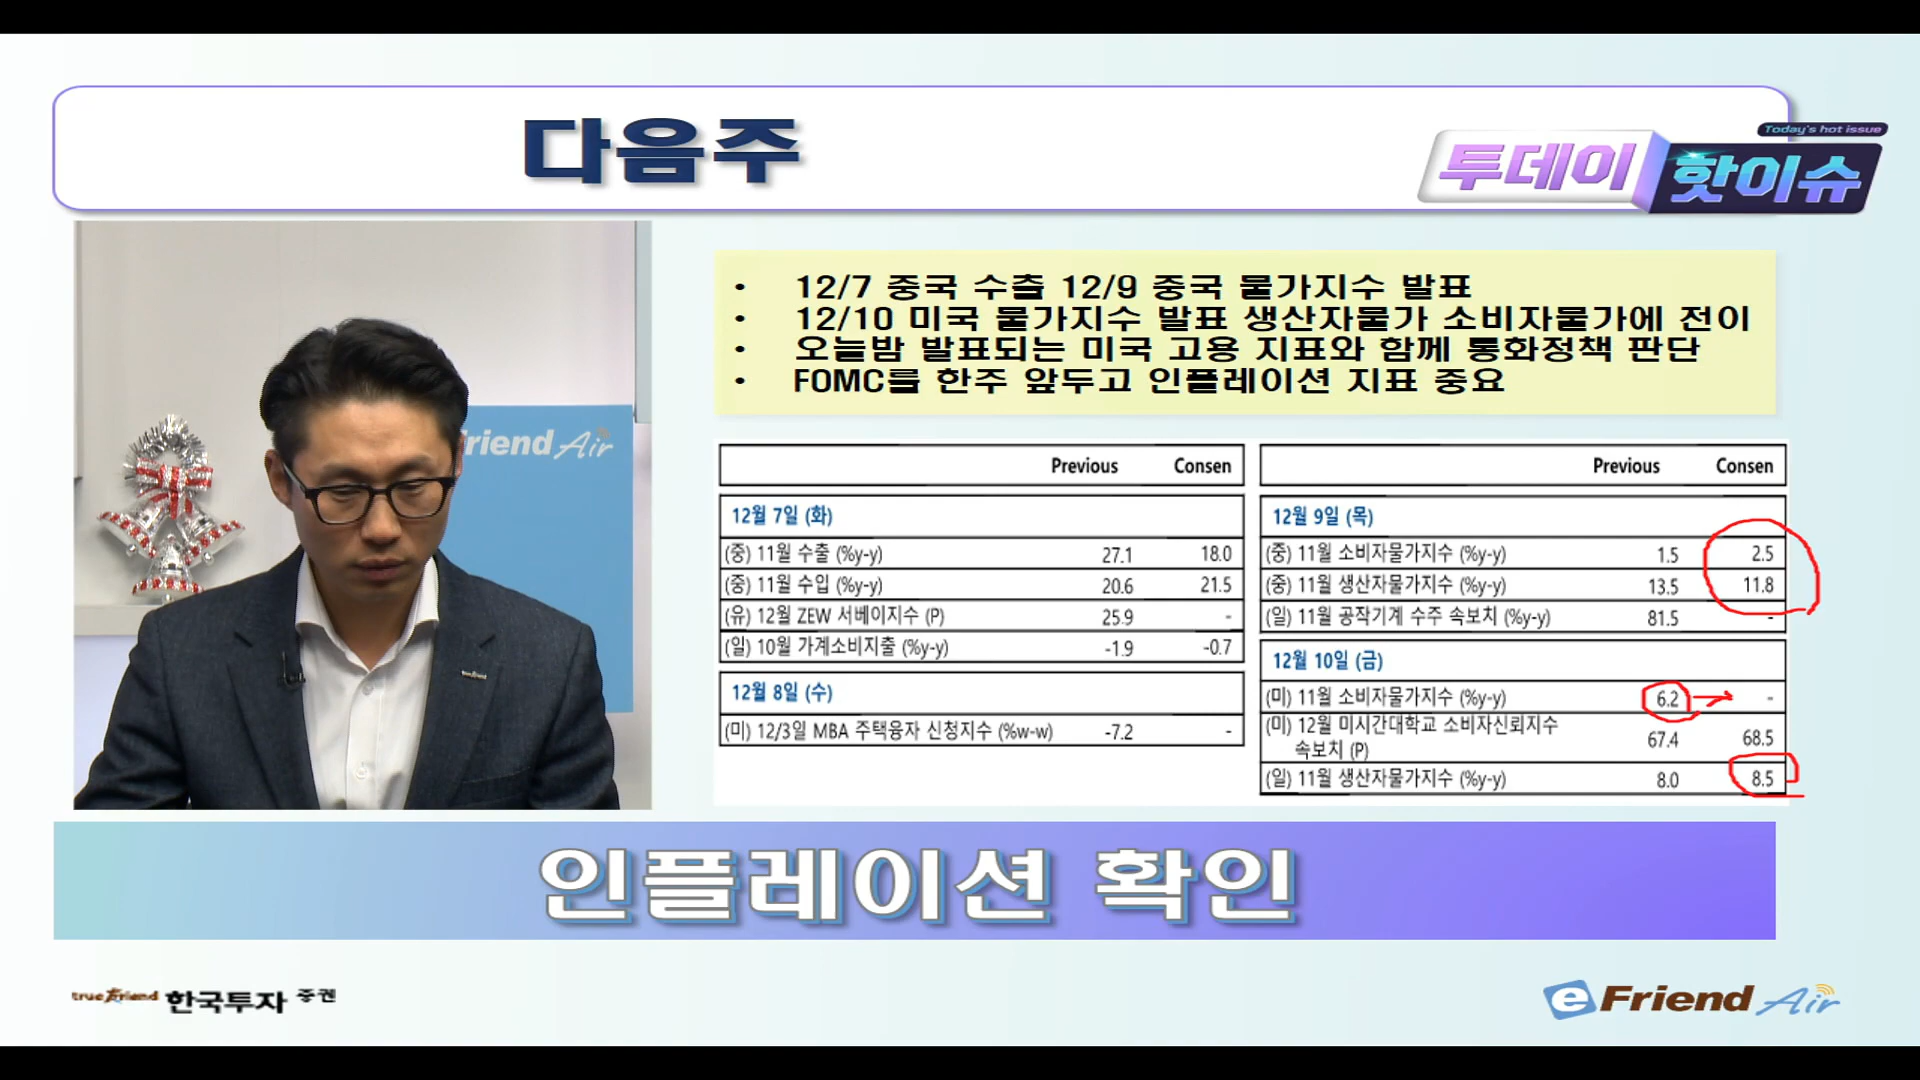 다음주
Today's hot issue
투데이 핫이슈
• 12/7 중국 수출 12/9 중국 물가지수 발표
• 12/10 미국 물가지수 발표 생산자물가 소비자물가에 전이
• 오늘밤 발표되는 미국 고용 지표와 함께 통화정책 판단
• FOMC를 한주 앞두고 인플레이션 지표 중요
friend Air
Previous Consen
12월 7일 (화)
(중) 11월 수출 (%y-y) 27.1 18.0
(중) 11월 수입 (%y-y) 20.6 21.5
(유) 12월 ZEW 서베이지수 (P) 25.9 -
(일) 10월 가계소비지출 (%y-y) -1.9 -0.7
12월 8일 (수)
(미) 12/3일 MBA 주택융자 신청지수 (%w-w) -7.2 -
Previous Consen
12월 9일 (목)
(중) 11월 소비자물가지수 (%y-y) 1.5 2.5
(중) 11월 생산자물가지수 (%y-y) 13.5 11.8
(일) 11월 공작기계 수주 속보치 (%y-y) 81.5 -
12월 10일 (금)
(미) 11월 소비자물가지수 (%y-y) 6.2 -
(미) 12월 미시간대학교 소비자신뢰지수
속보치 (P) 67.4 68.5
(일) 11월 생산자물가지수 (%y-y) 8.0 8.5
인플레이션 확인
true friend 한국투자 증권
e Friend Air